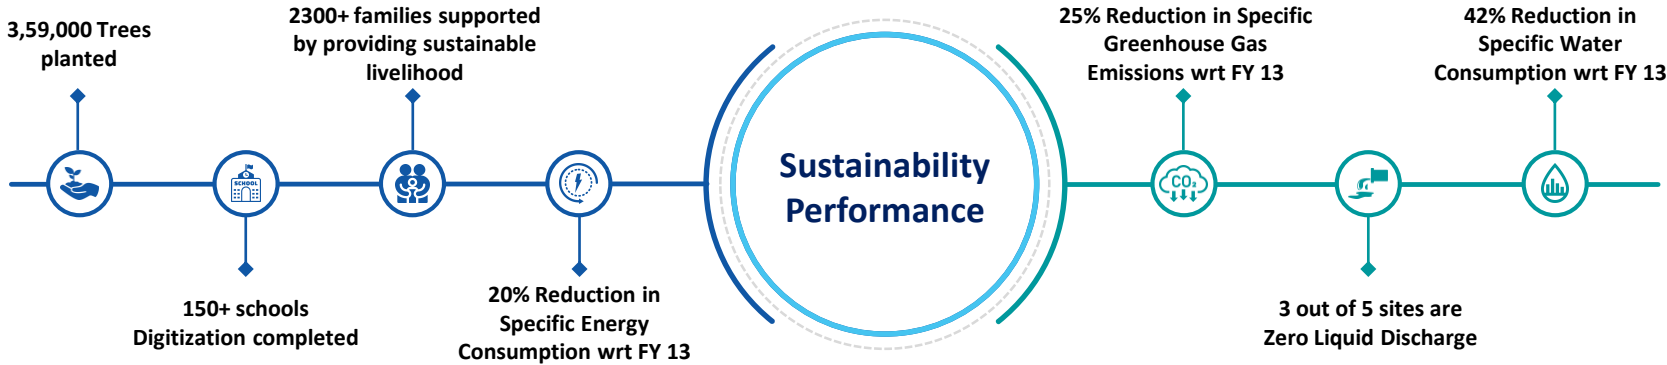 3,59,000 Trees
planted
SCHOOL
150+ schools
Digitization completed
2300+ families supported
by providing sustainable
livelihood
20% Reduction in
Specific Energy
Consumption wrt FY 13
Sustainability
Performance
25% Reduction in Specific
Greenhouse Gas
Emissions wrt FY 13
CO₂
3 out of 5 sites are
Zero Liquid Discharge
42% Reduction in
Specific Water
Consumption wrt FY 13